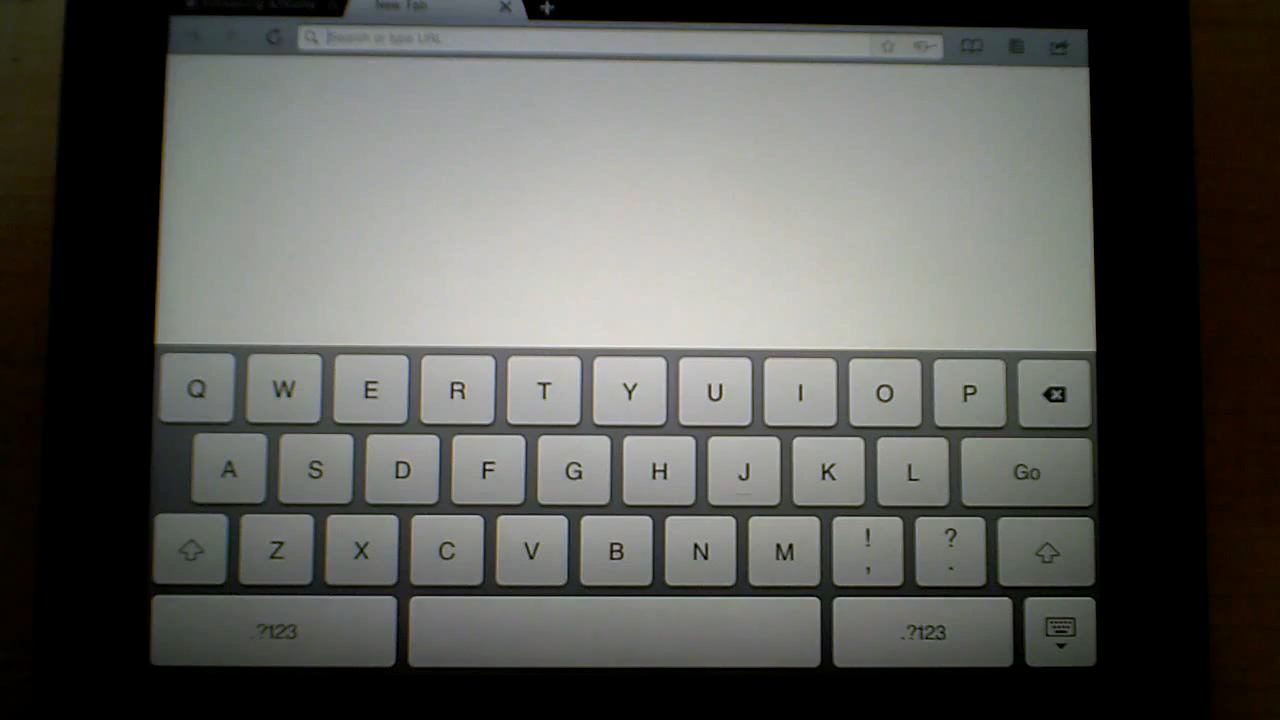 New Tab
Search or type URL
Q W E R T Y U I O P
A S D F G H J K L Go
Z X C V B N M ! , ? .
.?123 .?123